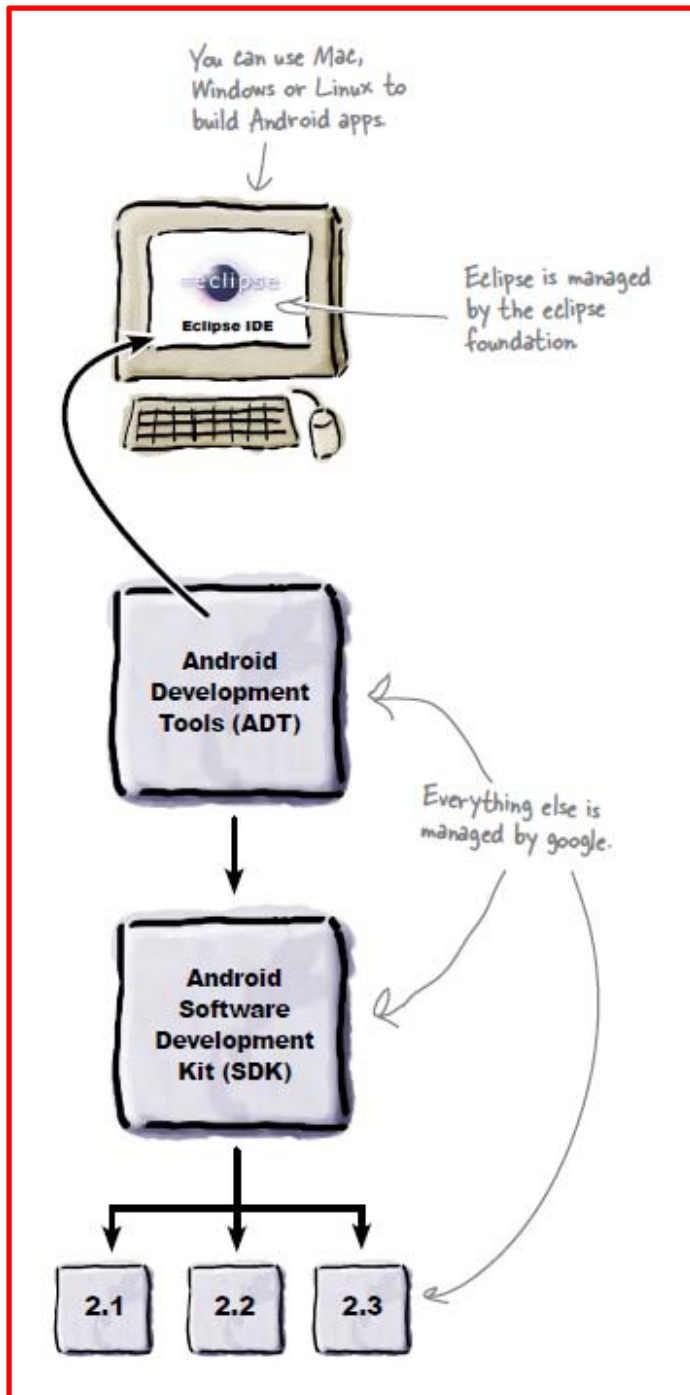 You can use Mac,
Windows or Linux to
build Android apps.
eclipse
Eclipse IDE
Eclipse is managed
by the eclipse
foundation.
Android
Development
Tools (ADT)
Everything else is
managed by google.
Android
Software
Development
Kit (SDK)
2.1
2.2
2.3